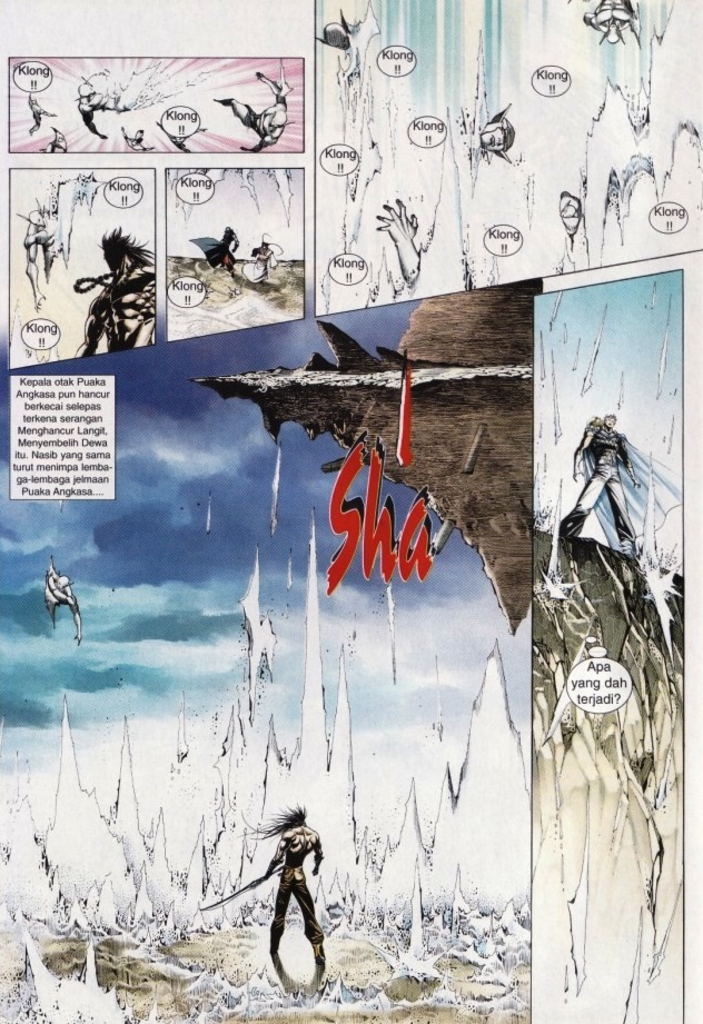 Klong
!!
Klong
!!
Klong
!!
Klong
!!
Klong
!!
Klong
!!
Klong
!!
Klong
!!
Klong
!!
Klong
!!
Klong
!!
Klong
!!
Klong
!!
Kepala otak Puaka
Angkasa pun hancur
berkecai selepas
terkena serangan
Menghancur Langit,
Menyembelih Dewa
itu. Nasib yang sama
turut menimpa lemba-
ga-lembaga jelmaan
Puaka Angkasa....
Sha!
Apa
yang dah
terjadi?